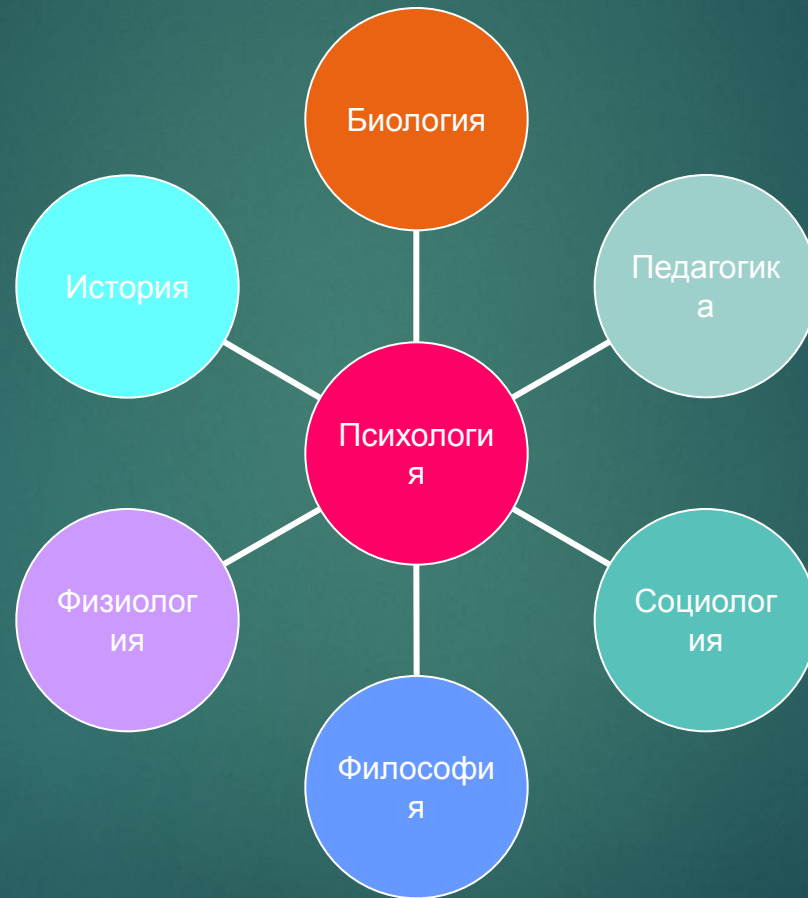 Биология
История
Педагогик
а
Психологи
я
Физиолог
ия
Социолог
ия
Философи
я